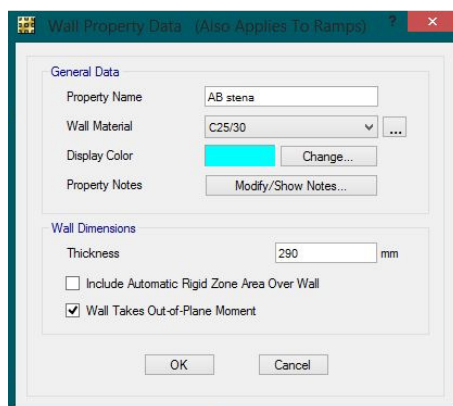 Wall Property Data (Also Applies To Ramps) ? ×
General Data
Property Name AB stena
Wall Material C25/30 ...
Display Color Change...
Property Notes Modify/Show Notes...
Wall Dimensions
Thickness 290 mm
Include Automatic Rigid Zone Area Over Wall
Wall Takes Out-of-Plane Moment
OK Cancel